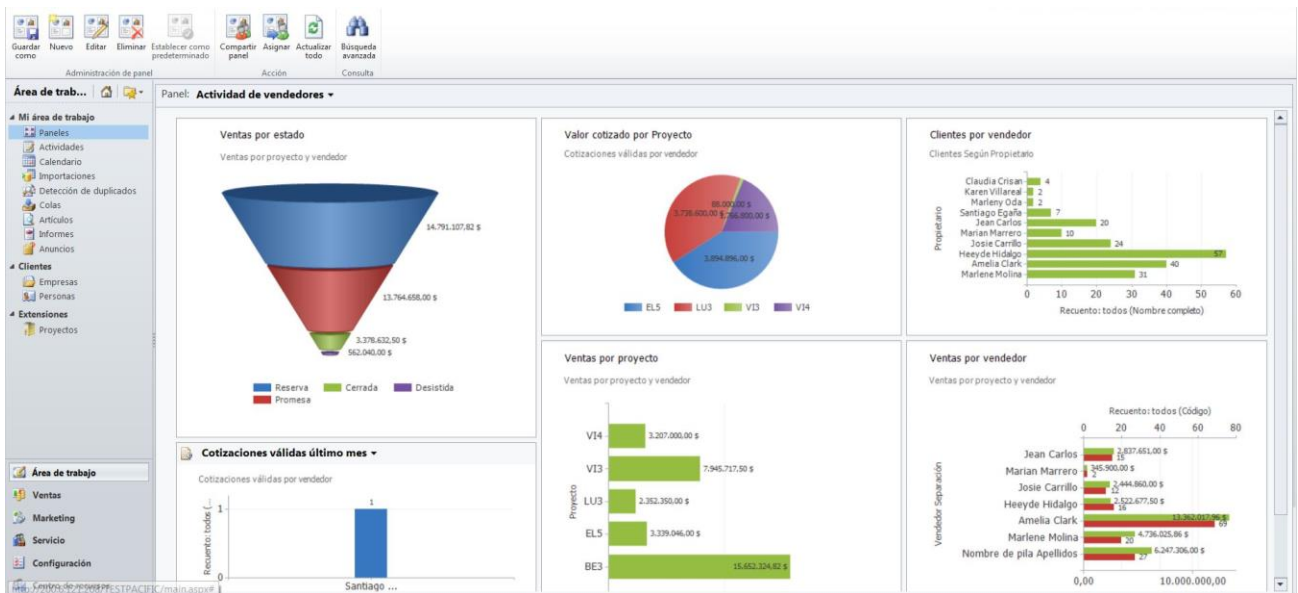 Guardar como
Nuevo
Editar
Eliminar
Establecer como predeterminado
Compartir panel
Asignar
Actualizar todo
Búsqueda avanzada
Administración de panel
Acción
Consulta
Área de trab...
Panel: Actividad de vendedores
Mi área de trabajo
Paneles
Actividades
Calendario
Importaciones
Detección de duplicados
Colas
Artículos
Informes
Anuncios
Clientes
Empresas
Personas
Extensiones
Proyectos
Área de trabajo
Ventas
Marketing
Servicio
Configuración
Ventas por estado
Ventas por proyecto y vendedor
14.791.107,82 $
13.764.658,00 $
3.378.632,50 $
562.040,00 $
Reserva
Cerrada
Desistida
Promesa
Valor cotizado por Proyecto
Cotizaciones válidas por vendedor
3.894.896,00 $
EL5
LU3
VI3
VI4
Clientes por vendedor
Clientes Según Propietario
Propietario
Claudia Crisan 4
Karen Villareal 2
Marleny Oda 2
Santiago Egaña 7
Jean Carlos 20
Marian Marrero 10
Josie Carrillo 24
Heeyde Hidalgo 57
Amelia Clark 40
Marlene Molina 31
0 10 20 30 40 50 60
Recuento: todos (Nombre completo)
Cotizaciones válidas último mes
Cotizaciones válidas por vendedor
Recuento: todos (...
1
1
0
Santiago ...
Ventas por proyecto
Ventas por proyecto y vendedor
Proyecto
VI4 3.207.000,00 $
VI3 7.945.717,50 $
LU3 2.352.350,00 $
EL5 3.339.046,00 $
BE3 15.652.324,82 $
Ventas por vendedor
Ventas por proyecto y vendedor
Recuento: todos (Código)
0 20 40 60 80
Vendedor Separación
Jean Carlos 2.837.651,00 $
15
Marian Marrero 345.900,00 $
2
Josie Carrillo 2.444.860,00 $
12
Heeyde Hidalgo 2.522.677,50 $
16
Amelia Clark 13.362.017,96 $
69
Marlene Molina 4.736.025,86 $
20
Nombre de pila Apellidos 6.247.306,00 $
27
0,00 10.000.000,00